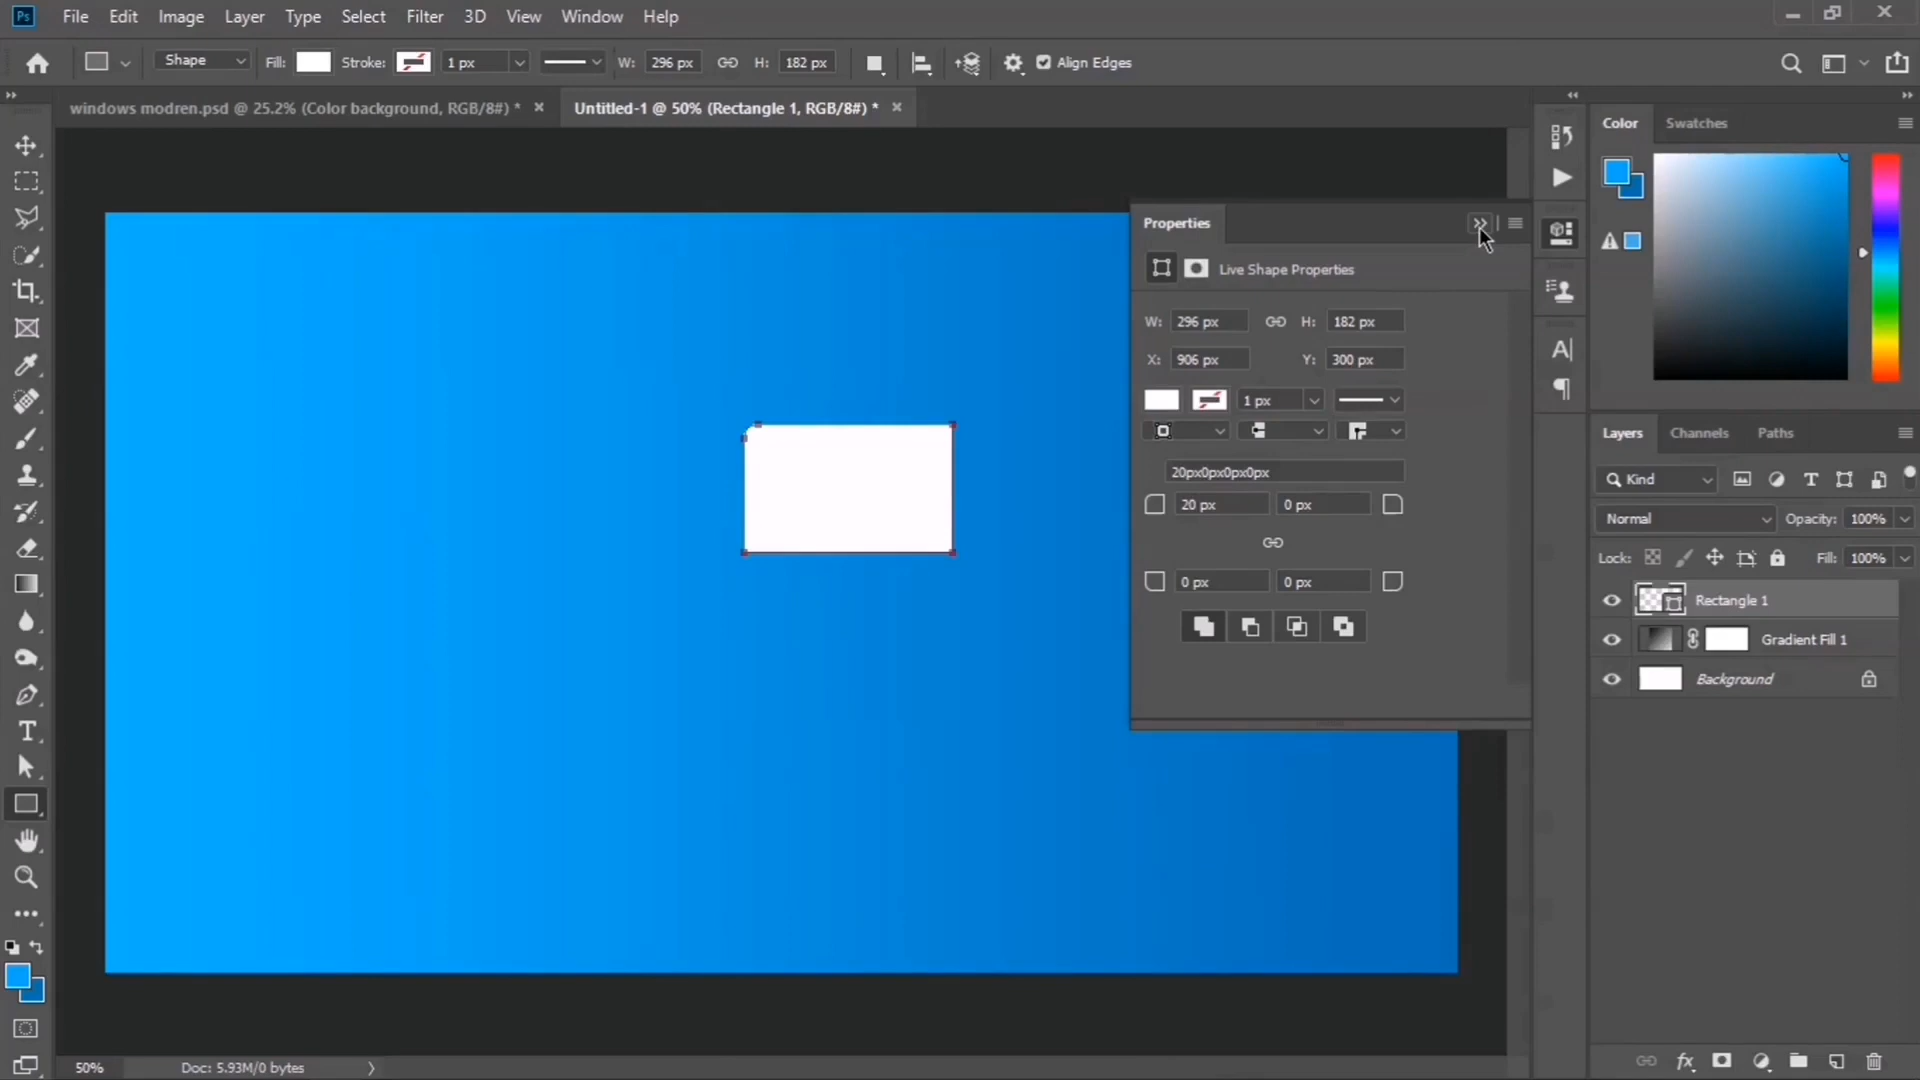 Ps File Edit Image Layer Type Select Filter 3D View Window Help
Shape Fill: Stroke: 1 px W: 296 px H: 182 px Align Edges
windows modren.psd @ 25.2% (Color background, RGB/8#) * Untitled-1 @ 50% (Rectangle 1, RGB/8#) *
Color Swatches
Properties
Live Shape Properties
W: 296 px H: 182 px
X: 906 px Y: 300 px
1 px
20px0px0px0px
20 px 0 px
0 px 0 px
Layers Channels Paths
Kind
Normal Opacity: 100%
Lock: Fill: 100%
Rectangle 1
Gradient Fill 1
Background
50% Doc: 5.93M/0 bytes